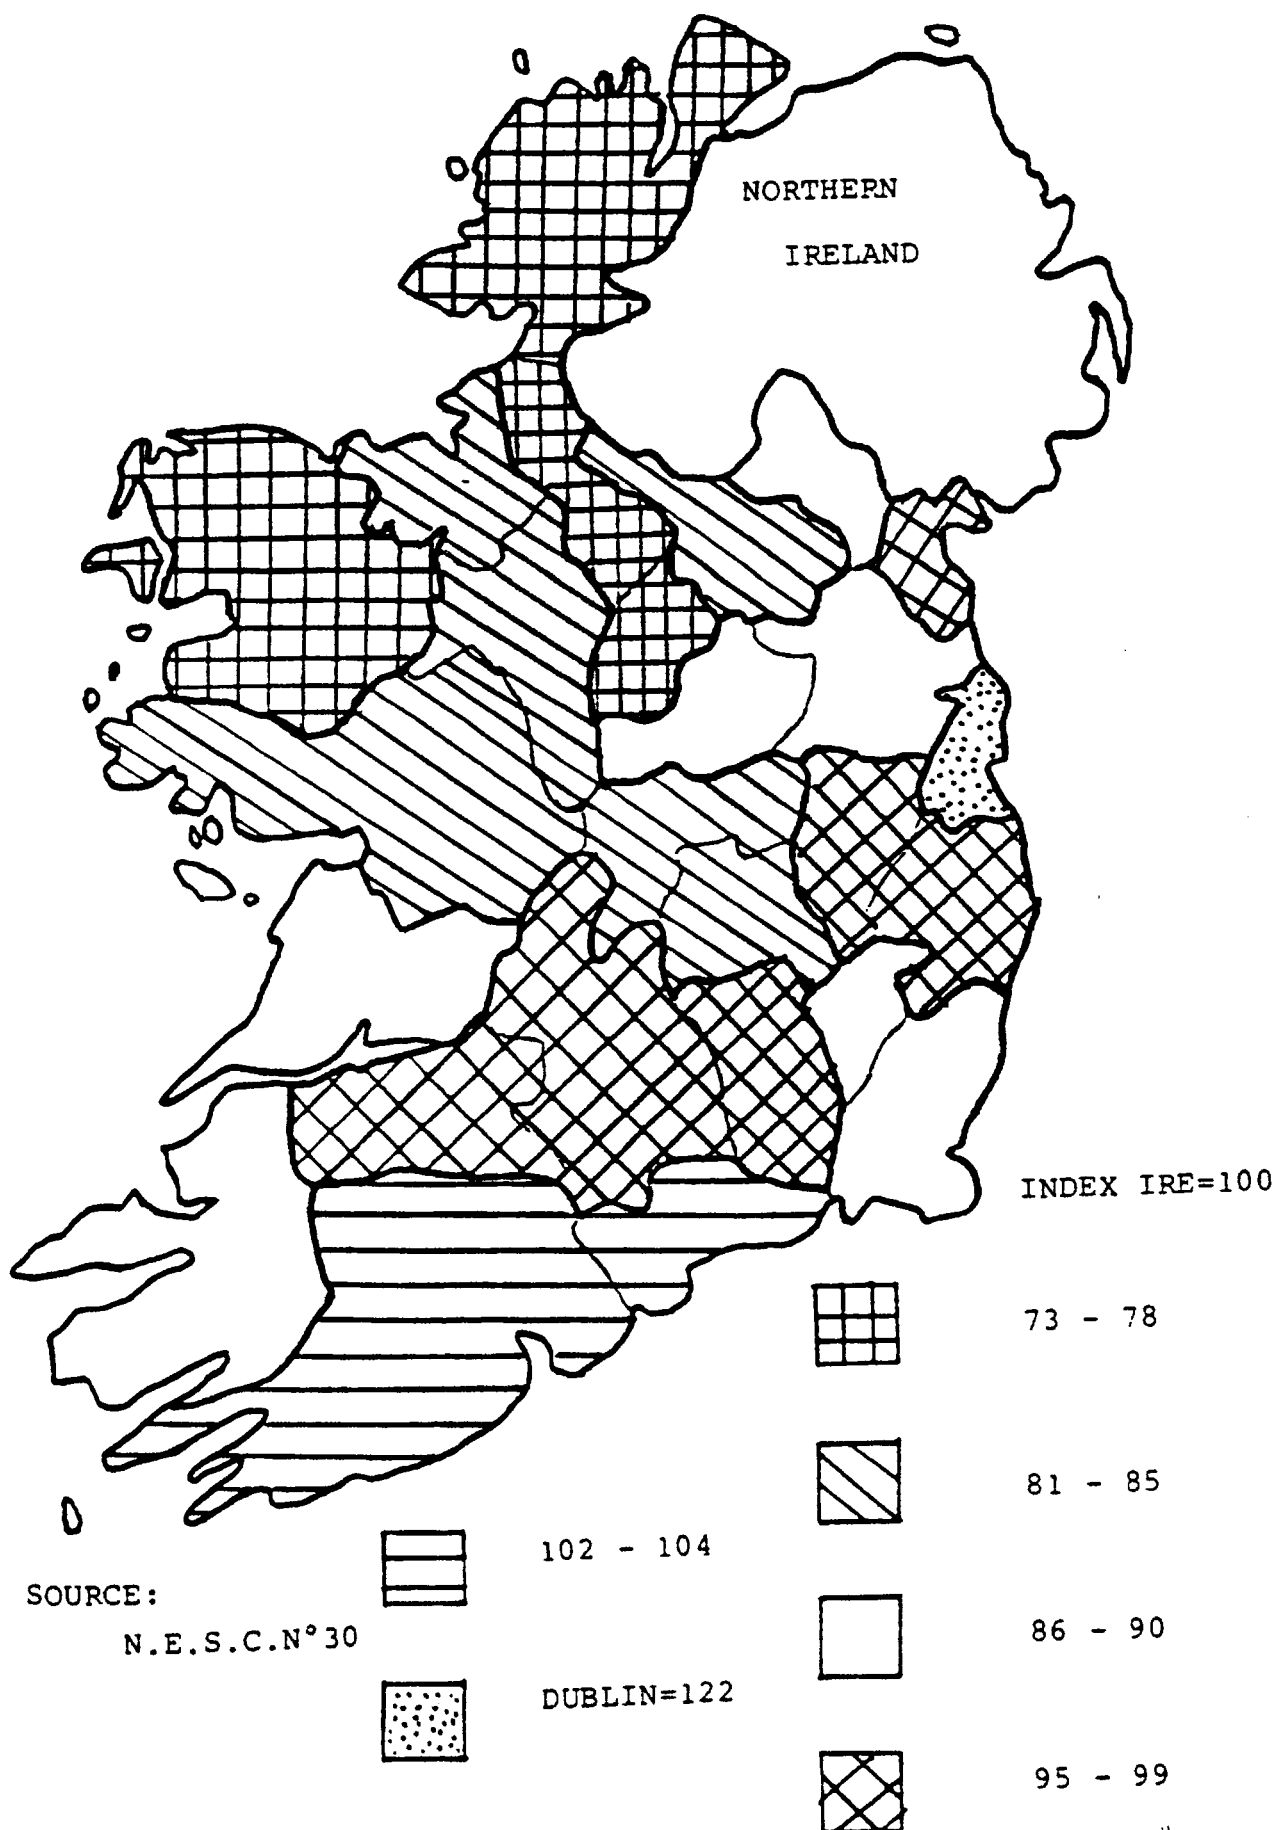 NORTHERN
IRELAND
INDEX IRE=100
73 - 78
81 - 85
102 - 104
SOURCE:
N.E.S.C.N°30
86 - 90
DUBLIN=122
95 - 99